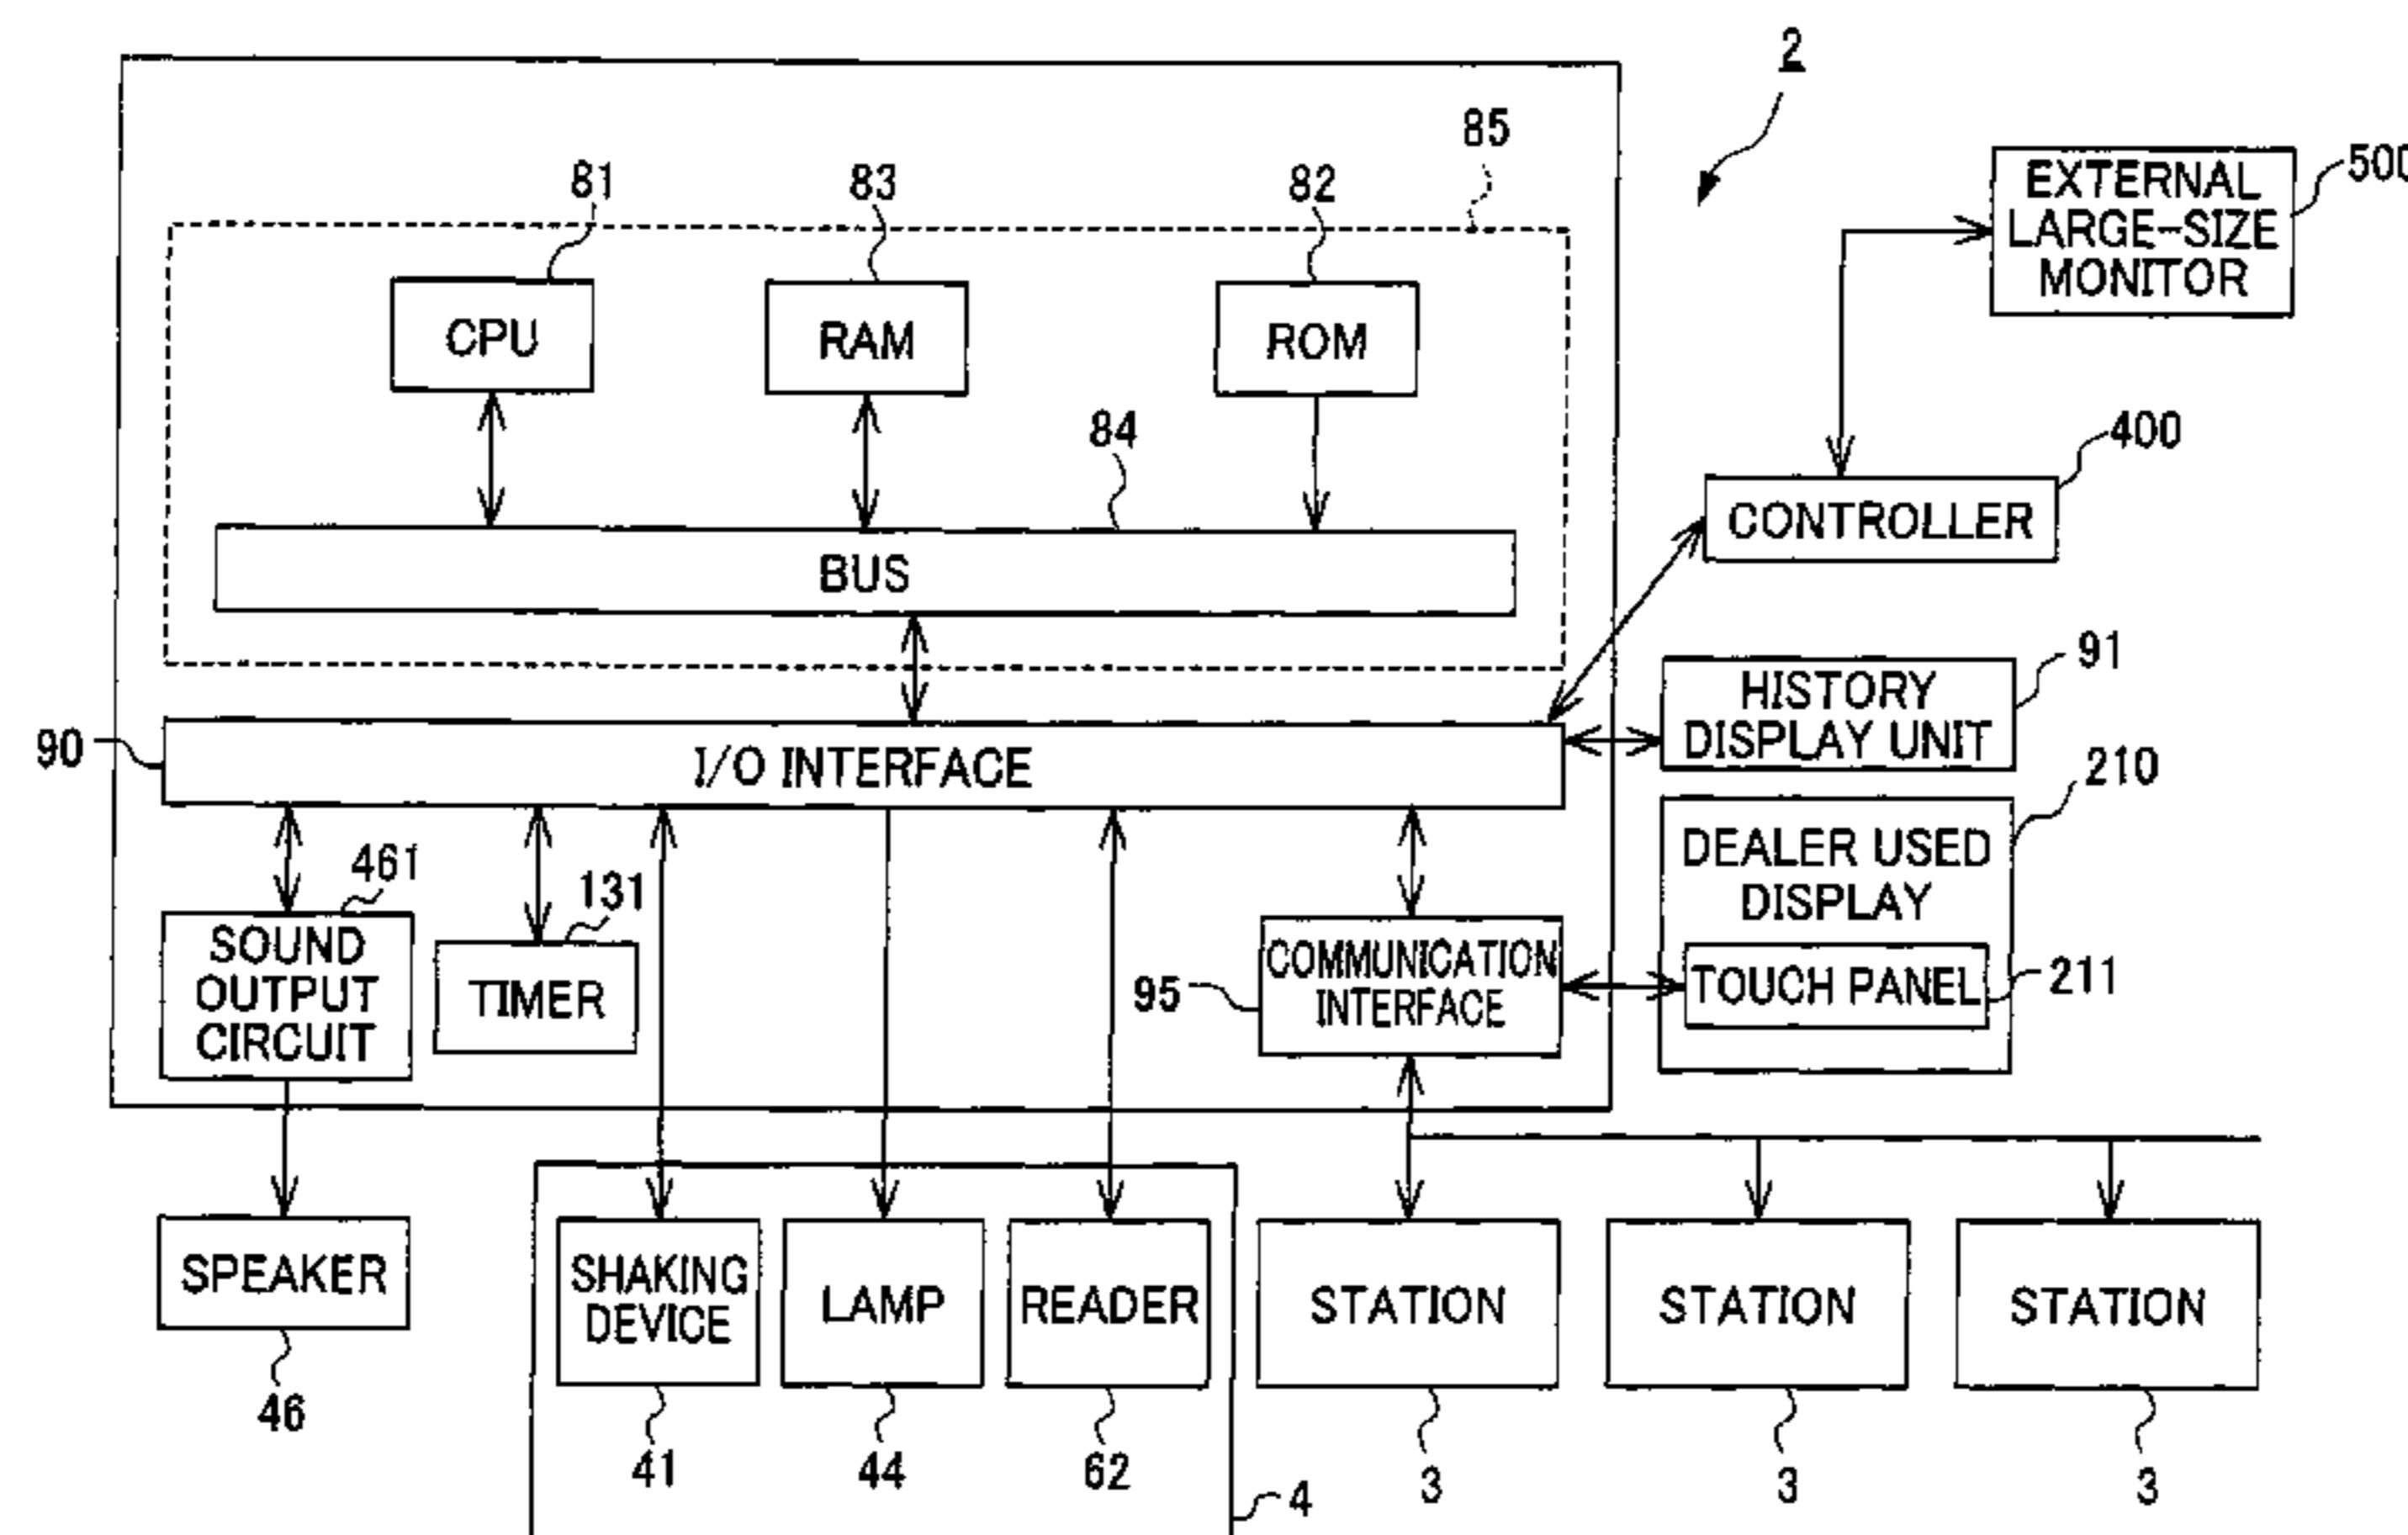 2
85
81
83
82
EXTERNAL
LARGE-SIZE
MONITOR
500
CPU
RAM
ROM
84
400
CONTROLLER
BUS
91
HISTORY
DISPLAY UNIT
90
I/O INTERFACE
210
461
131
DEALER USED
DISPLAY
SOUND
OUTPUT
CIRCUIT
TIMER
95
COMMUNICATION
INTERFACE
TOUCH PANEL
211
SPEAKER
SHAKING
DEVICE
LAMP
READER
STATION
STATION
STATION
46
41
44
62
3
3
3
4